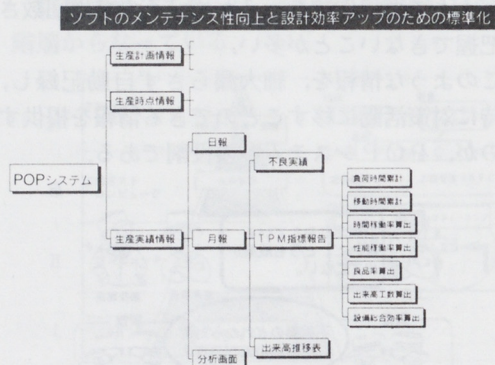 ソフトのメンテナンス性向上と設計効率アップのための標準化
生産計画情報
生産時点情報
日報
不良実績
POPシステム
負荷時間累計
移動時間累計
時間移動率算出
生産実績情報
月報
TPM指標報告
性能移動率算出
良品率算出
出来高工数算出
設備総合効率算出
出来高推移表
分析画面